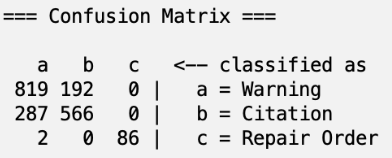 === Confusion Matrix ===
a b c <-- classified as
819 192 0 | a = Warning
287 566 0 | b = Citation
2 0 86 | c = Repair Order